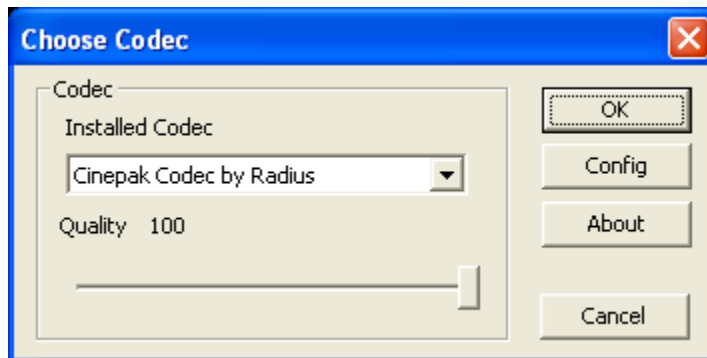 Choose Codec
Codec
Installed Codec
Cinepak Codec by Radius
Quality 100
OK
Config
About
Cancel